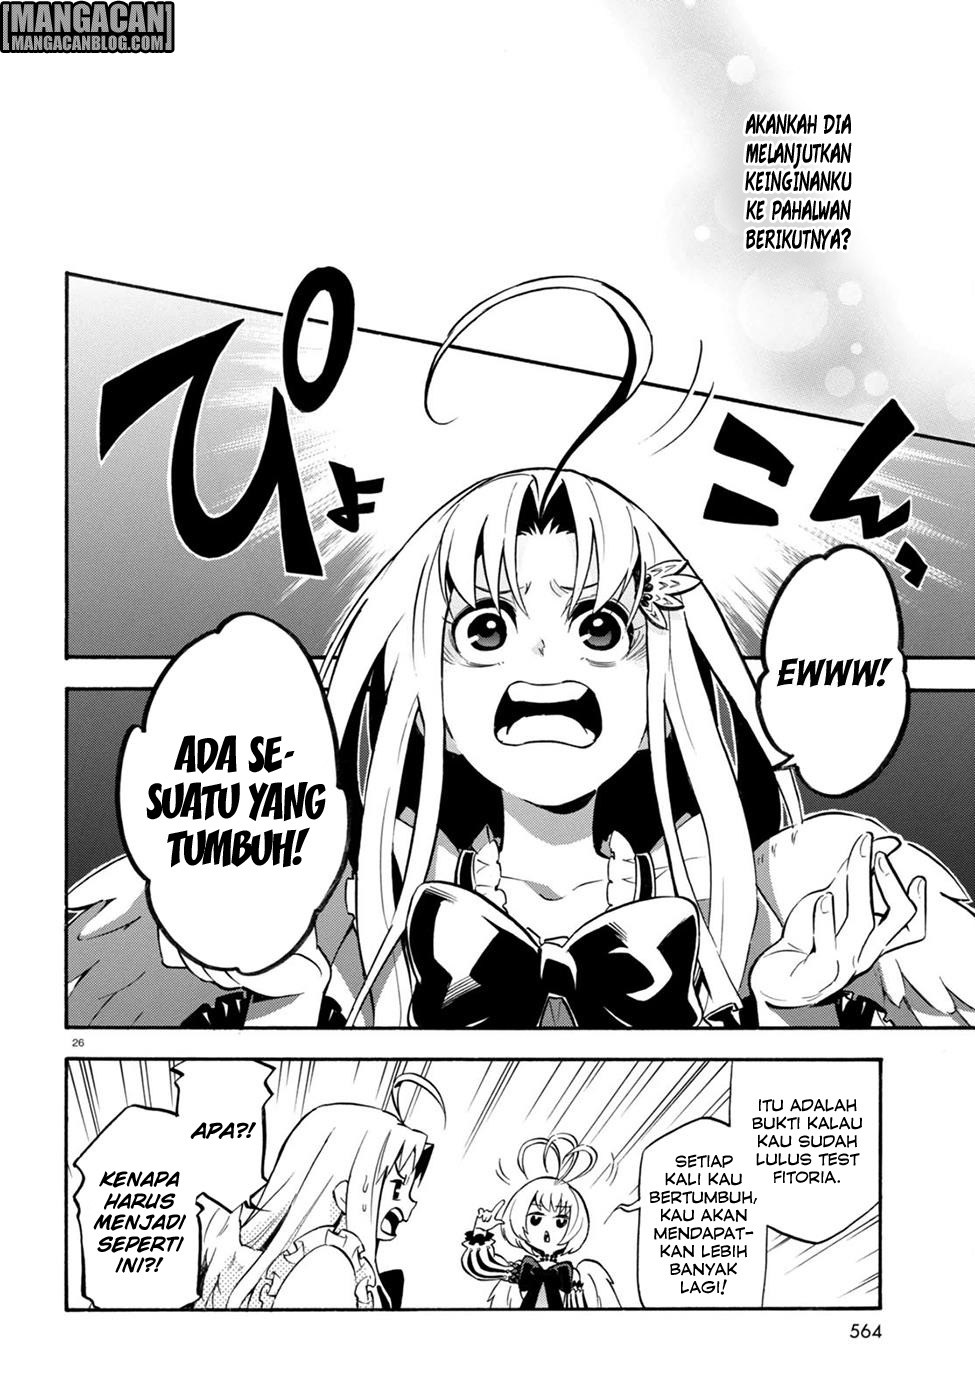 [MANGACAN]
MANGACANBLOG.COM
AKANKAH DIA
MELANJUTKAN
KEINGINANKU
KE PAHALWAN
BERIKUTNYA?
ぴょ
こんっ
EWWW!
ADA SE-
SUATU YANG
TUMBUH!
26
ITU ADALAH
BUKTI KALAU
KAU SUDAH
LULUS TEST
FITORIA.
SETIAP
KALI KAU
BERTUMBUH,
KAU AKAN
MENDAPAT-
KAN LEBIH
BANYAK
LAGI!
APA?!
KENAPA
HARUS
MENJADI
SEPERTI
INI?!
564